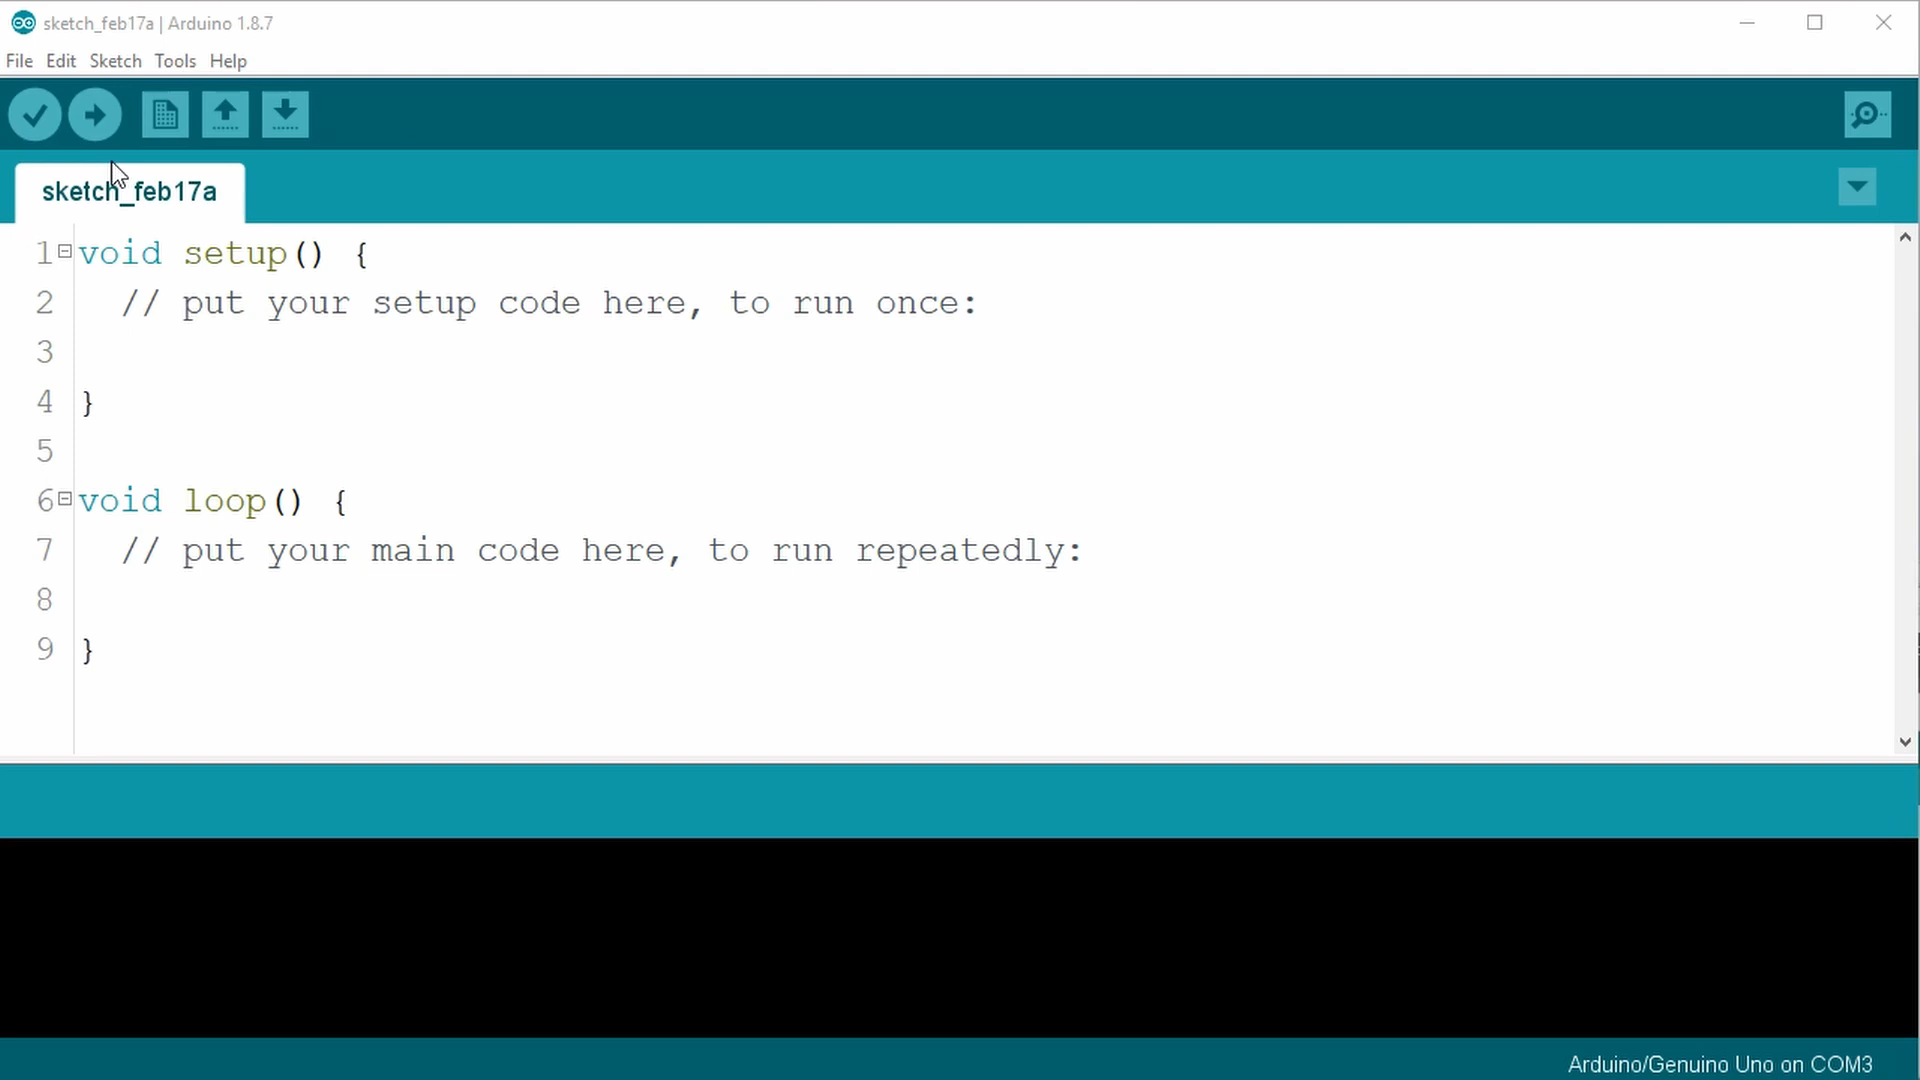 sketch_feb17a | Arduino 1.8.7
File Edit Sketch Tools Help
sketch_feb17a
1 void setup() {
2 // put your setup code here, to run once:
3
4 }
5
6 void loop() {
7 // put your main code here, to run repeatedly:
8
9 }
Arduino/Genuino Uno on COM3